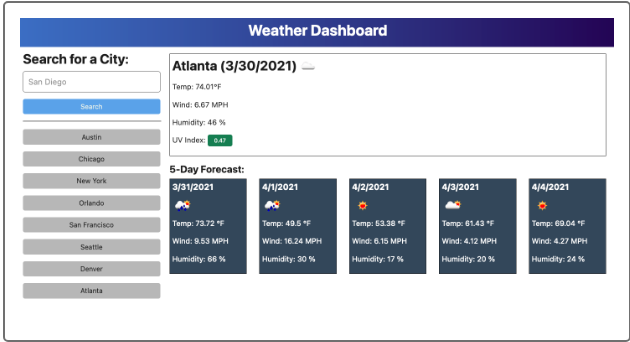 Weather Dashboard
Search for a City:
San Diego
Search
Austin
Chicago
New York
Orlando
San Francisco
Seattle
Denver
Atlanta
Atlanta (3/30/2021)
Temp: 74.01°F
Wind: 6.67 MPH
Humidity: 46 %
UV Index: 0.47
5-Day Forecast:
3/31/2021
Temp: 73.72 °F
Wind: 9.53 MPH
Humidity: 66 %
4/1/2021
Temp: 49.5 °F
Wind: 16.24 MPH
Humidity: 30 %
4/2/2021
Temp: 53.38 °F
Wind: 6.15 MPH
Humidity: 17 %
4/3/2021
Temp: 61.43 °F
Wind: 4.12 MPH
Humidity: 20 %
4/4/2021
Temp: 69.04 °F
Wind: 4.27 MPH
Humidity: 24 %